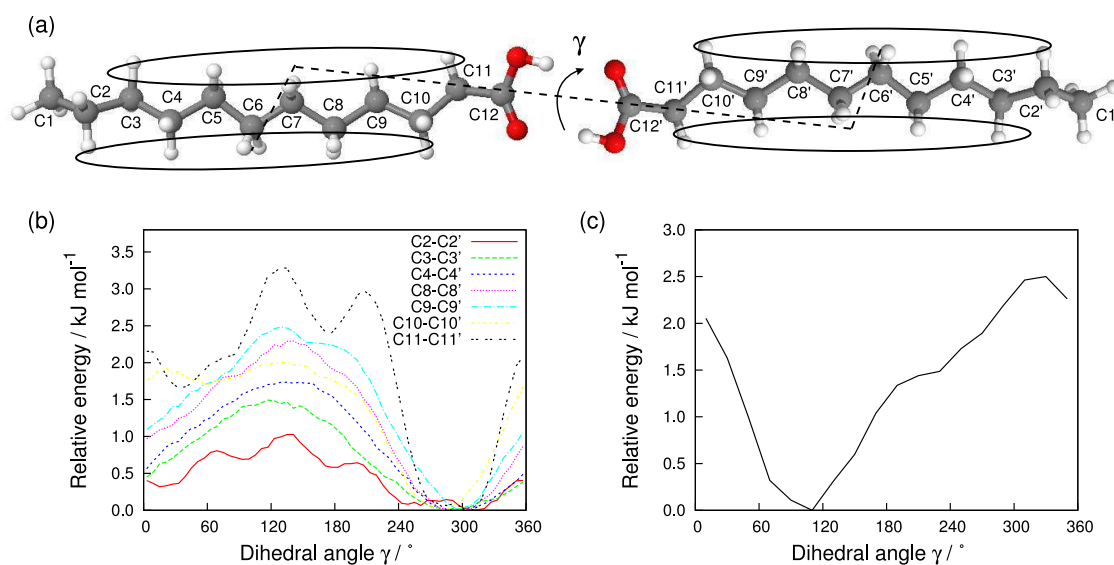 (a)
γ
C1 C2 C3 C4 C5 C6 C7 C8 C9 C10 C11 C12
C11' C12' C10' C9' C8' C7' C6' C5' C4' C3' C2' C1
(b)
Relative energy / kJ mol⁻¹
3.5
3.0
2.5
2.0
1.5
1.0
0.5
0.0
C2-C2'
C3-C3'
C4-C4'
C8-C8'
C9-C9'
C10-C10'
C11-C11'
0 60 120 180 240 300 360
Dihedral angle γ / °
(c)
Relative energy / kJ mol⁻¹
3.0
2.5
2.0
1.5
1.0
0.5
0.0
0 60 120 180 240 300 360
Dihedral angle γ / °